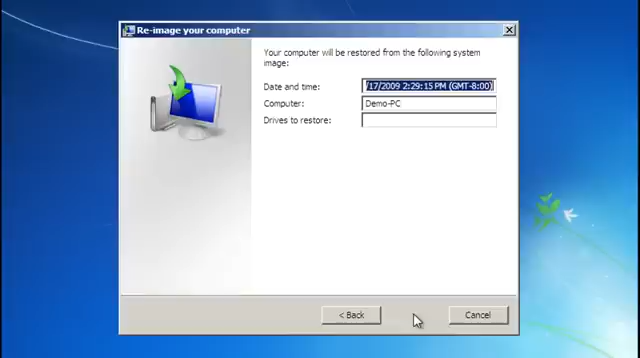 Re-image your computer
Your computer will be restored from the following system
image:
Date and time: /17/2009 2:29:15 PM (GMT-8:00)
Computer: Demo-PC
Drives to restore:
< Back Cancel